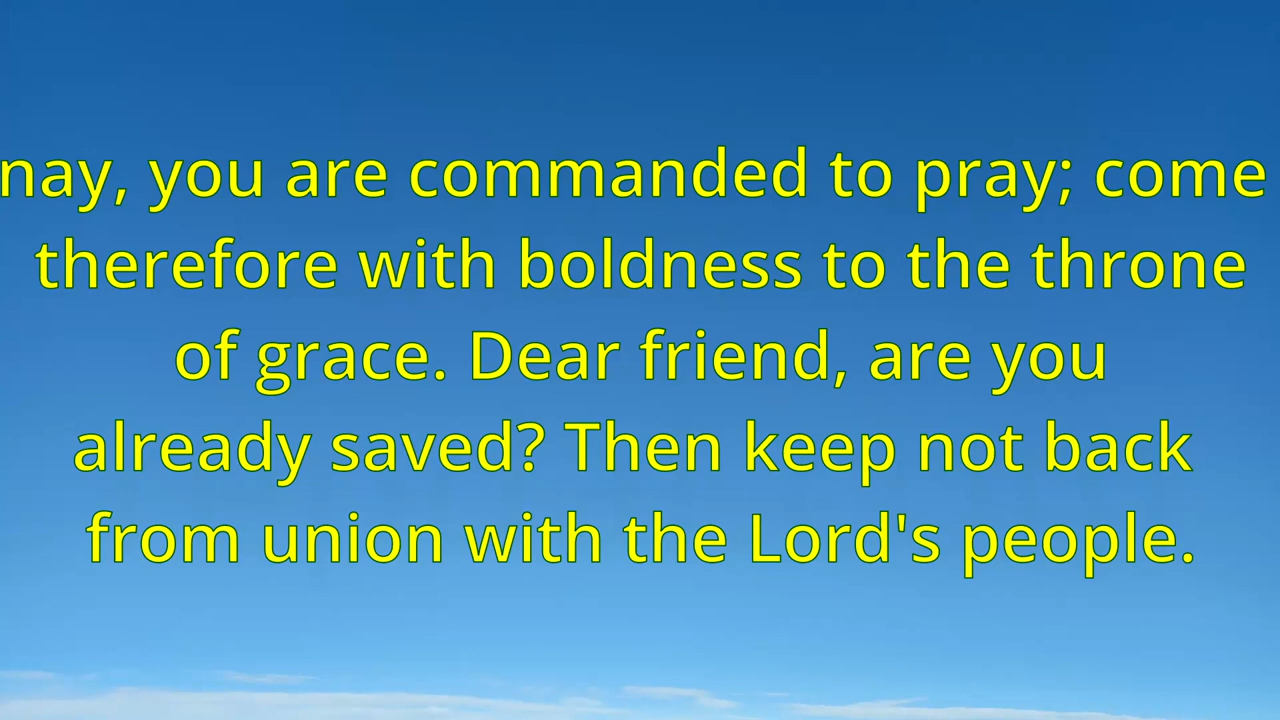 nay, you are commanded to pray; come
therefore with boldness to the throne
of grace. Dear friend, are you
already saved? Then keep not back
from union with the Lord's people.